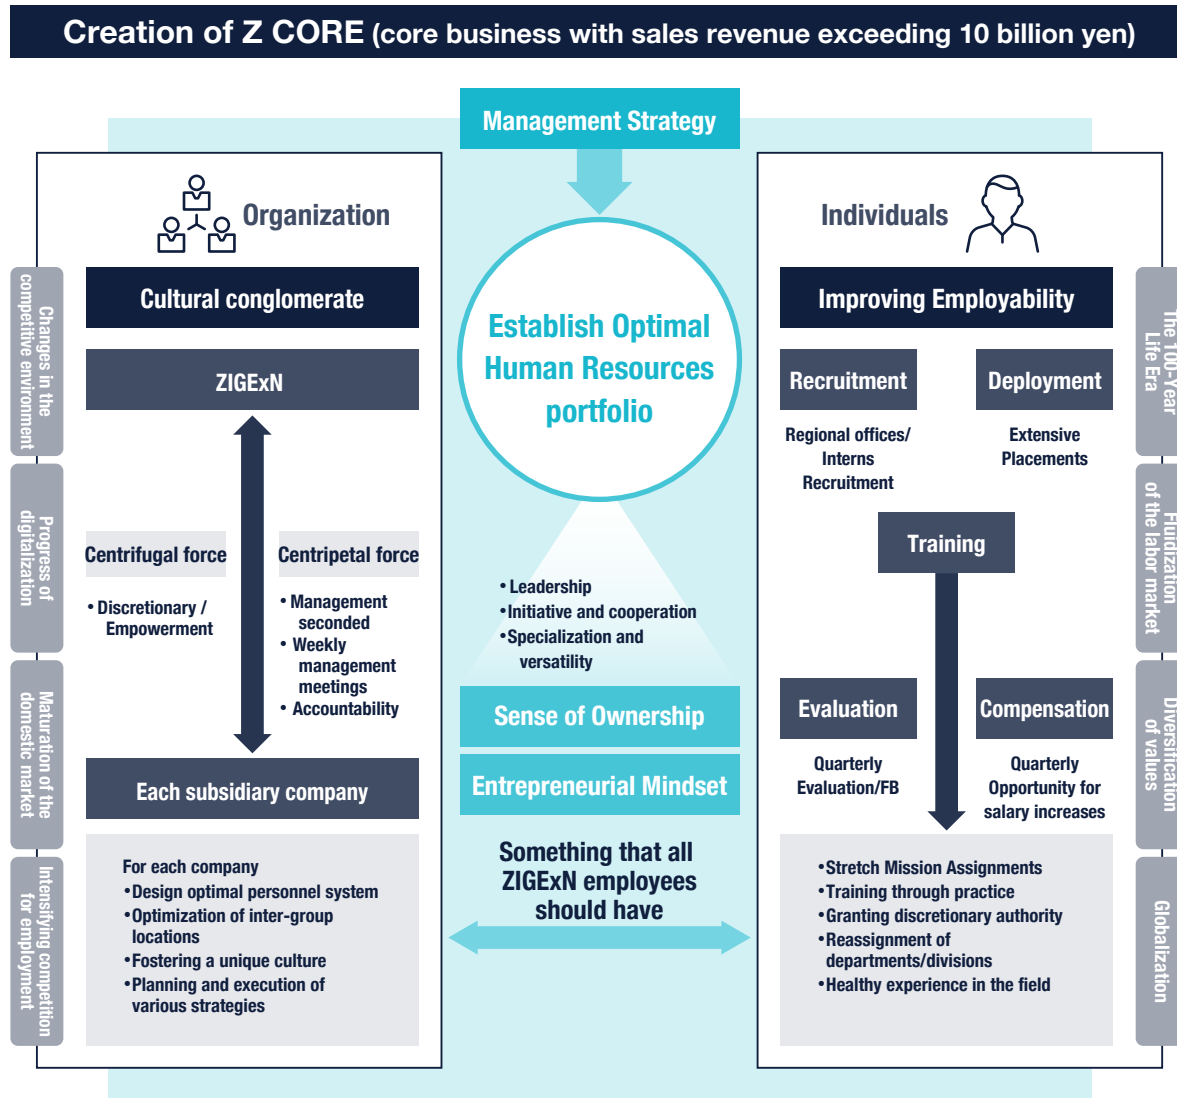 Creation of Z CORE (core business with sales revenue exceeding 10 billion yen)
Management Strategy
Organization
Cultural conglomerate
ZIGExN
Centrifugal force
• Discretionary /
Empowerment
Centripetal force
• Management
seconded
• Weekly
management
meetings
• Accountability
Each subsidiary company
For each company
•Design optimal personnel system
•Optimization of inter-group
locations
•Fostering a unique culture
•Planning and execution of
various strategies
Changes in the
competitive environment
Progress of
digitalization
Maturation of the
domestic market
Intensifying competition
for employment
Establish Optimal
Human Resources
portfolio
• Leadership
•Initiative and cooperation
•Specialization and
versatility
Sense of Ownership
Entrepreneurial Mindset
Something that all
ZIGExN employees
should have
Individuals
Improving Employability
Recruitment
Regional offices/
Interns
Recruitment
Deployment
Extensive
Placements
Training
Evaluation
Quarterly
Evaluation/FB
Compensation
Quarterly
Opportunity for
salary increases
•Stretch Mission Assignments
•Training through practice
•Granting discretionary authority
•Reassignment of
departments/divisions
•Healthy experience in the field
The 100-Year
Life Era
Fluidization
of the labor market
Diversification
of values
Globalization